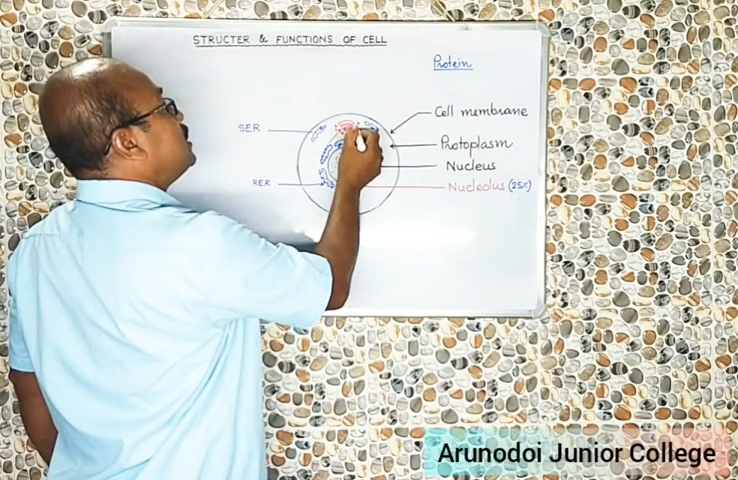 STRUCTER & FUNCTIONS OF CELL
Protein
Cell membrane
SER
Protoplasm
Nucleus
RER
Nucleolus (25%)
Arunodoi Junior College